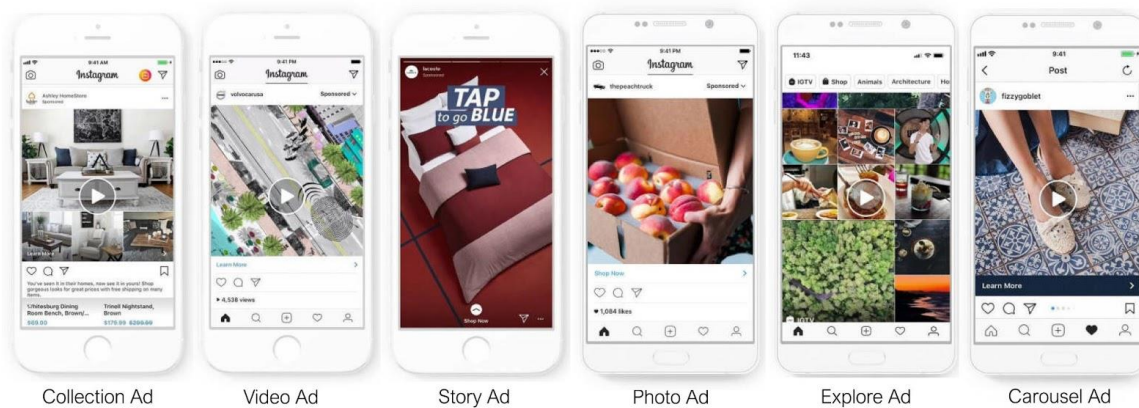 9:41 AM
Instagram
Ashley HomeStore
Sponsored
Learn More
You've seen it in their homes, now see it in yours! Shop
gorgeous looks for great prices with free shipping on many
items.
Whitesburg Dining
Room Bench, Brown/...
$69.93
Trinell Nightstand,
Brown
$179.99 $299.99
Collection Ad
9:41 PM
Instagram
volvocarusa
Sponsored
Learn More
4,538 views
Video Ad
lacoste
Sponsored
TAP
to go BLUE
Shop Now
Story Ad
9:41 PM
Instagram
thepeachtruck
Sponsored
Shop Now
1,084 likes
Photo Ad
11:43
IGTV
Shop
Animals
Architecture
IGTV
Explore Ad
9:41
Post
fizzygoblet
Learn More
Carousel Ad